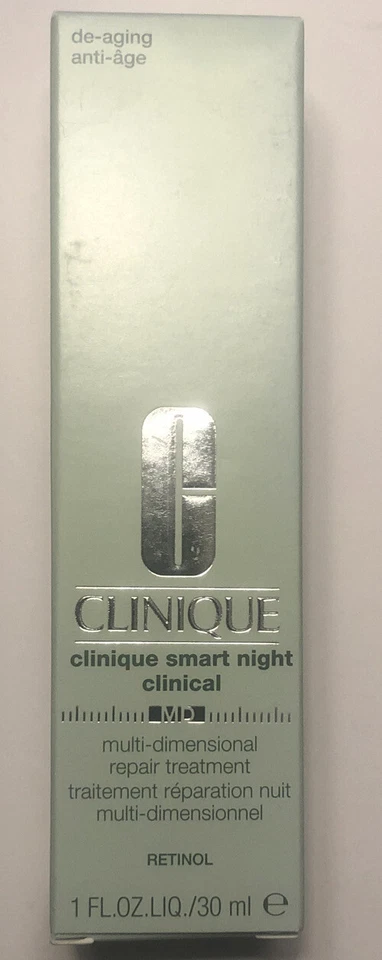 de-aging
anti-âge
CLINIQUE
clinique smart night
clinical
MD
multi-dimensional
repair treatment
traitement réparation nuit
multi-dimensionnel
RETINOL
1 FL.OZ.LIQ./30 ml ℮